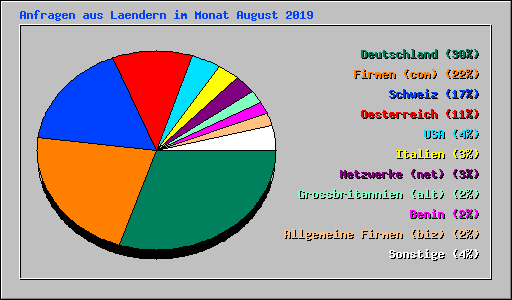 Anfragen aus Laendern im Monat August 2019
Deutschland (30%)
Firmen (com) (22%)
Schweiz (17%)
Oesterreich (11%)
USA (4%)
Italien (3%)
Netzwerke (net) (3%)
Grossbritannien (alt) (2%)
Benin (2%)
Allgemeine Firmen (biz) (2%)
Sonstige (4%)